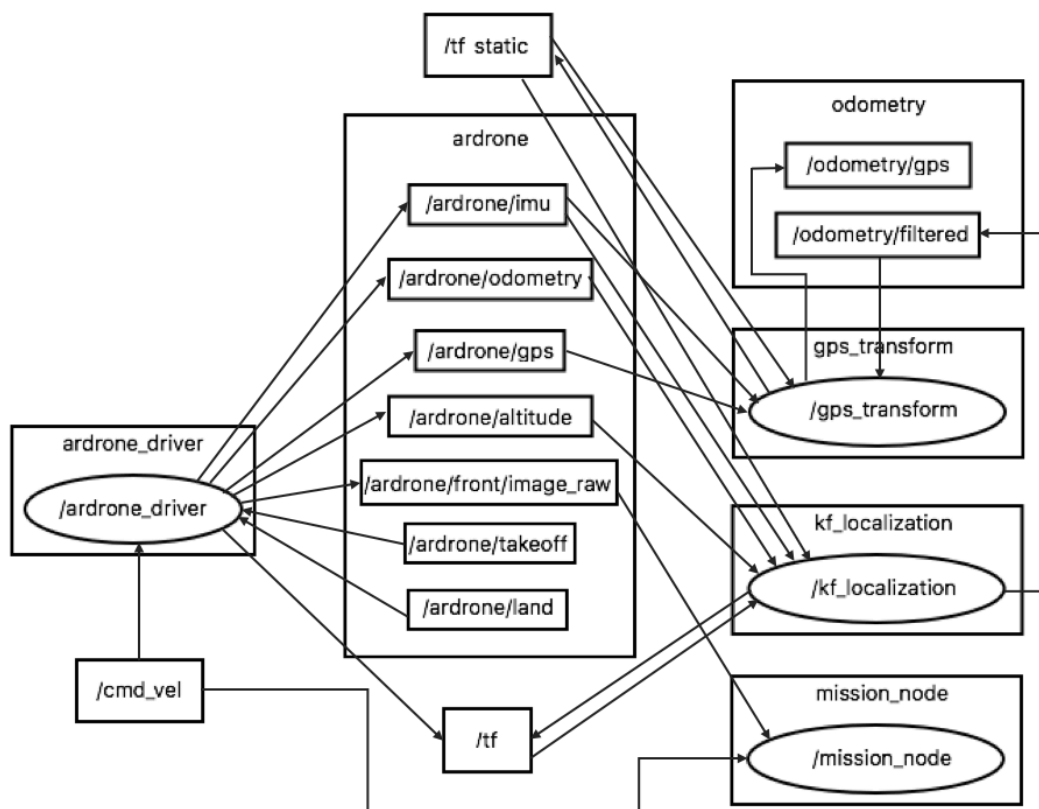 /tf static
odometry
/odometry/gps
/odometry/filtered
ardrone
/ardrone/imu
/ardrone/odometry
/ardrone/gps
/ardrone/altitude
/ardrone/front/image_raw
/ardrone/takeoff
/ardrone/land
gps_transform
/gps_transform
ardrone_driver
/ardrone_driver
kf_localization
/kf_localization
/cmd_vel
/tf
mission_node
/mission_node